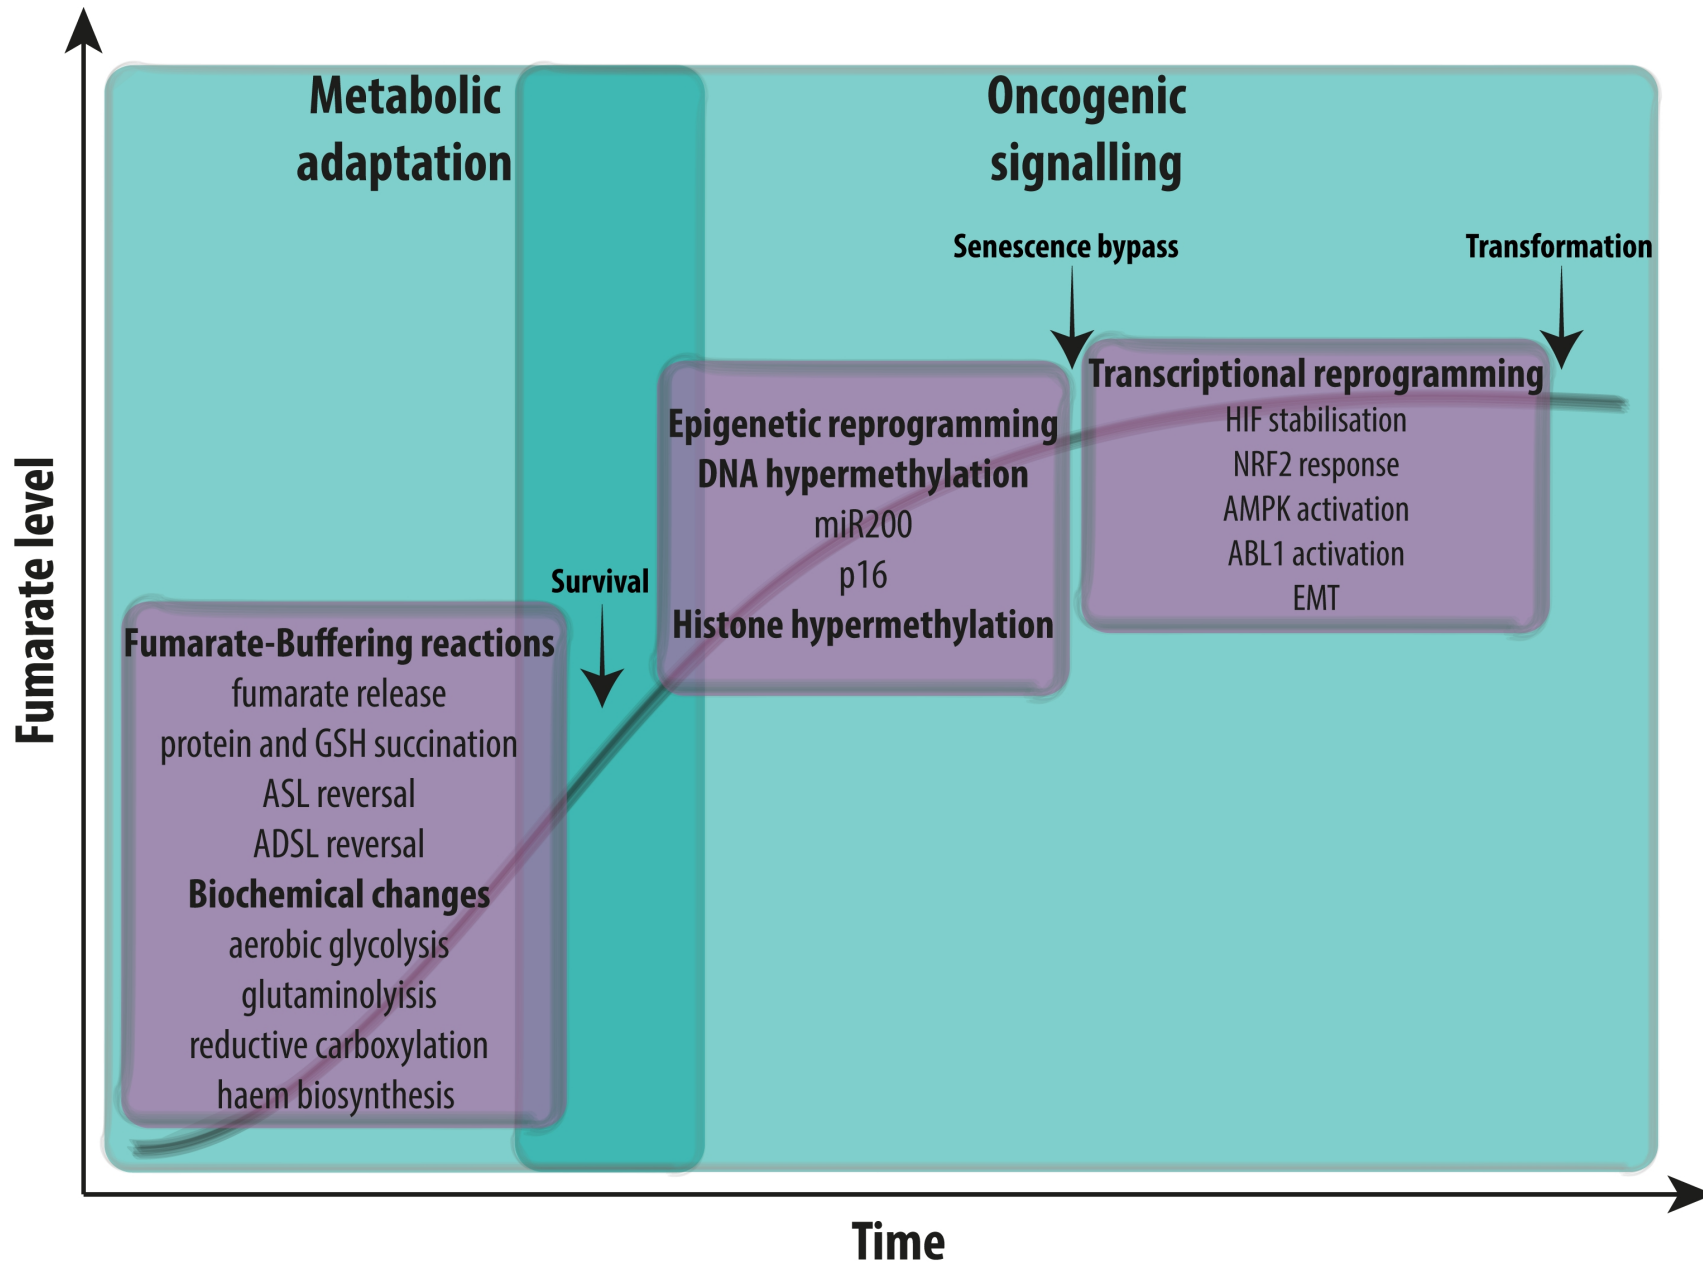 Metabolic
adaptation
Oncogenic
signalling
Senescence bypass
Transformation
Survival
Fumarate level
Fumarate-Buffering reactions
fumarate release
protein and GSH succination
ASL reversal
ADSL reversal
Biochemical changes
aerobic glycolysis
glutaminolyisis
reductive carboxylation
haem biosynthesis
Epigenetic reprogramming
DNA hypermethylation
miR200
p16
Histone hypermethylation
Transcriptional reprogramming
HIF stabilisation
NRF2 response
AMPK activation
ABL1 activation
EMT
Time